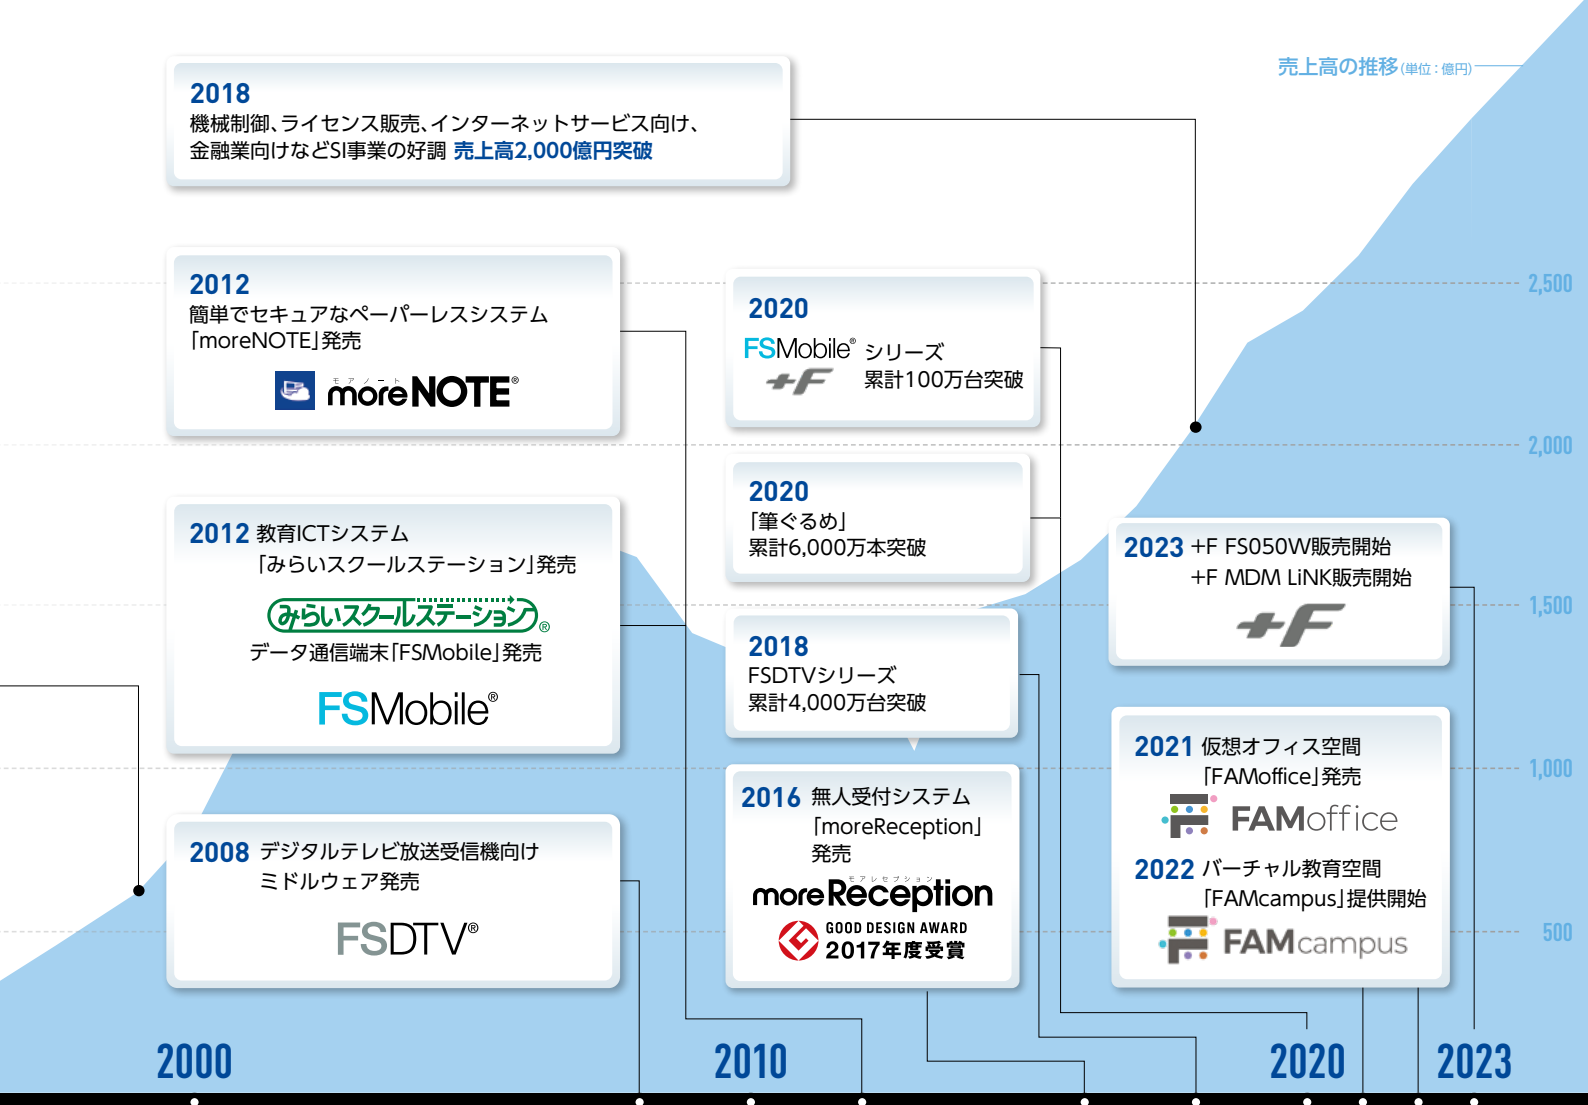 売上高の推移(単位：億円)
2018
機械制御、ライセンス販売、インターネットサービス向け、
金融業向けなどSI事業の好調 売上高2,000億円突破
2012
簡単でセキュアなペーパーレスシステム
「moreNOTE」発売
モアノート
moreNOTE®
2012 教育ICTシステム
「みらいスクールステーション」発売
みらいスクールステーション®
データ通信端末「FSMobile」発売
FSMobile®
2008 デジタルテレビ放送受信機向け
ミドルウェア発売
FSDTV®
2020
FSMobile® シリーズ
+F 累計100万台突破
2020
「筆ぐるめ」
累計6,000万本突破
2018
FSDTVシリーズ
累計4,000万台突破
2016 無人受付システム
「moreReception」
発売
モアレセプション
moreReception
GOOD DESIGN AWARD
2017年度受賞
2023 +F FS050W販売開始
+F MDM LiNK販売開始
+F
2021 仮想オフィス空間
「FAMoffice」発売
FAMoffice
2022 バーチャル教育空間
「FAMcampus」提供開始
FAMcampus
2,500
2,000
1,500
1,000
500
2000
2010
2020
2023